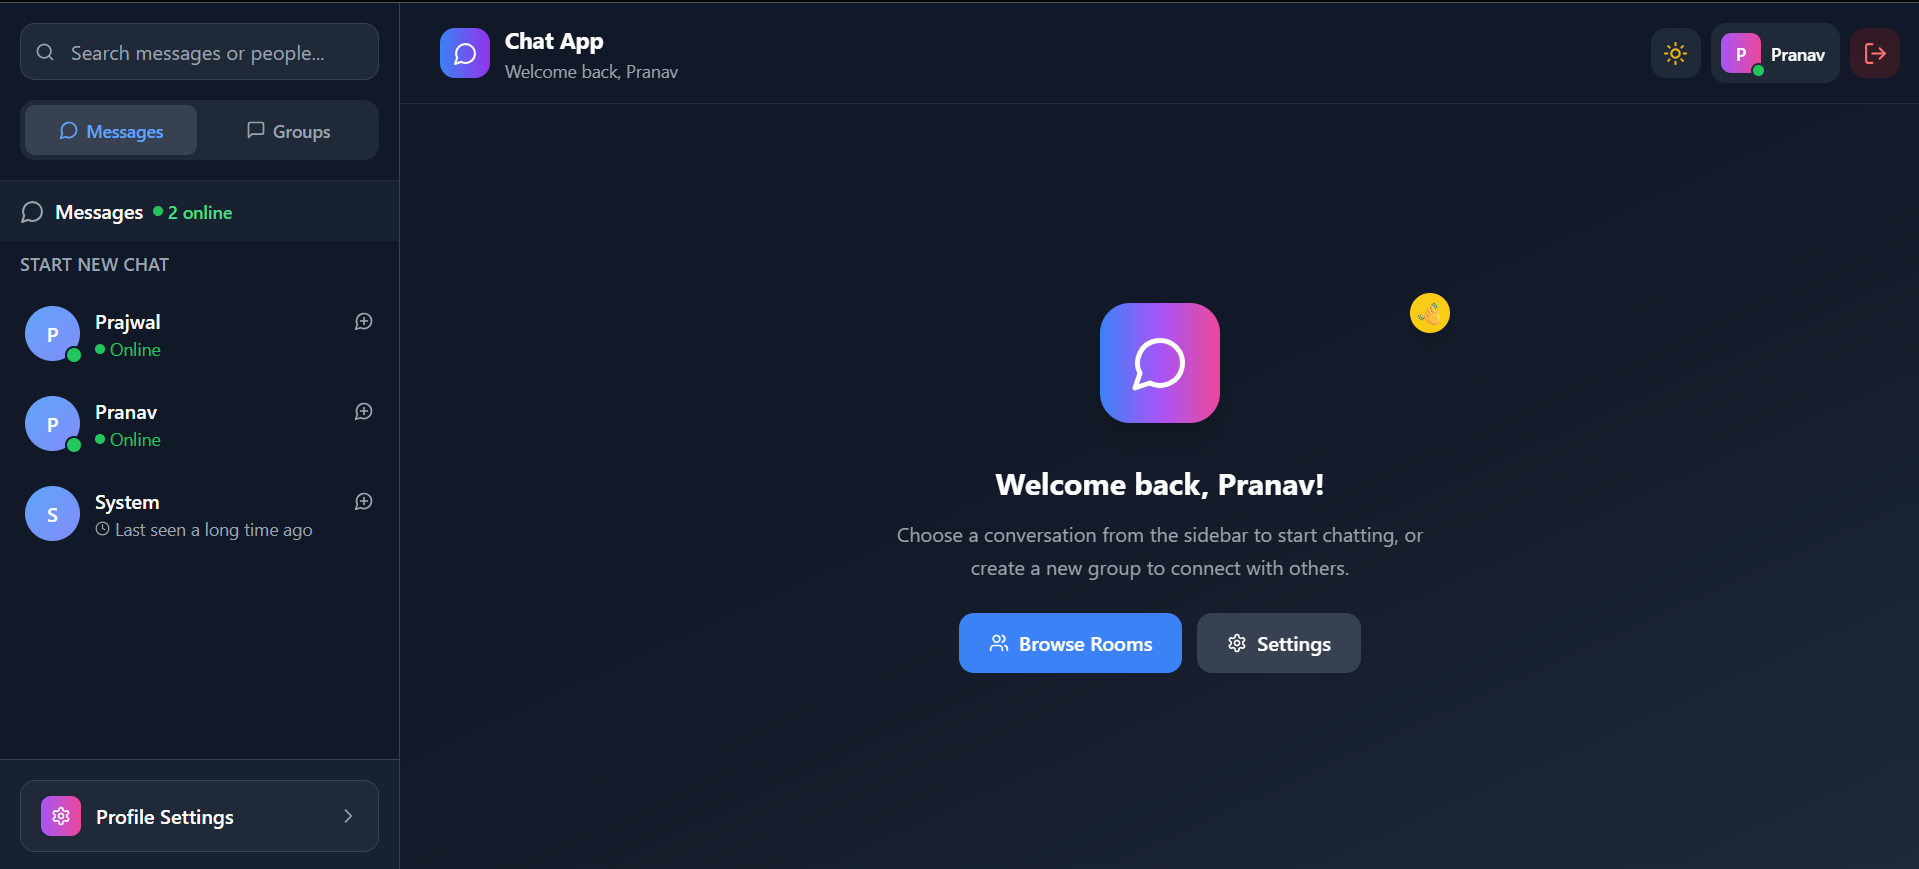 Search messages or people...
Messages
Groups
Messages 2 online
START NEW CHAT
P
Prajwal
Online
P
Pranav
Online
S
System
Last seen a long time ago
Profile Settings
Chat App
Welcome back, Pranav
P
Pranav
Welcome back, Pranav!
Choose a conversation from the sidebar to start chatting, or
create a new group to connect with others.
Browse Rooms
Settings